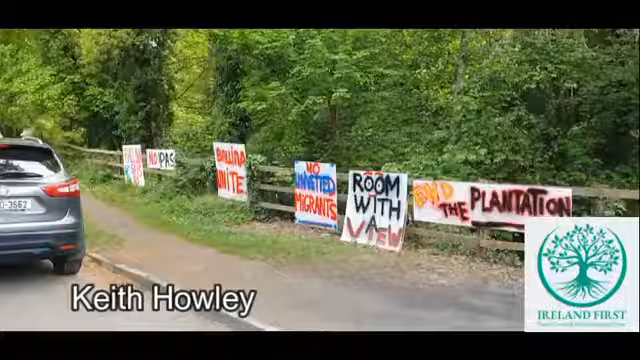 NO PAS
BALLINA
UNITE
NO
UNVETTED
MIGRANTS
ROOM
WITH
A
VIEW
END
THE PLANTATION
Keith Howley
IRELAND FIRST